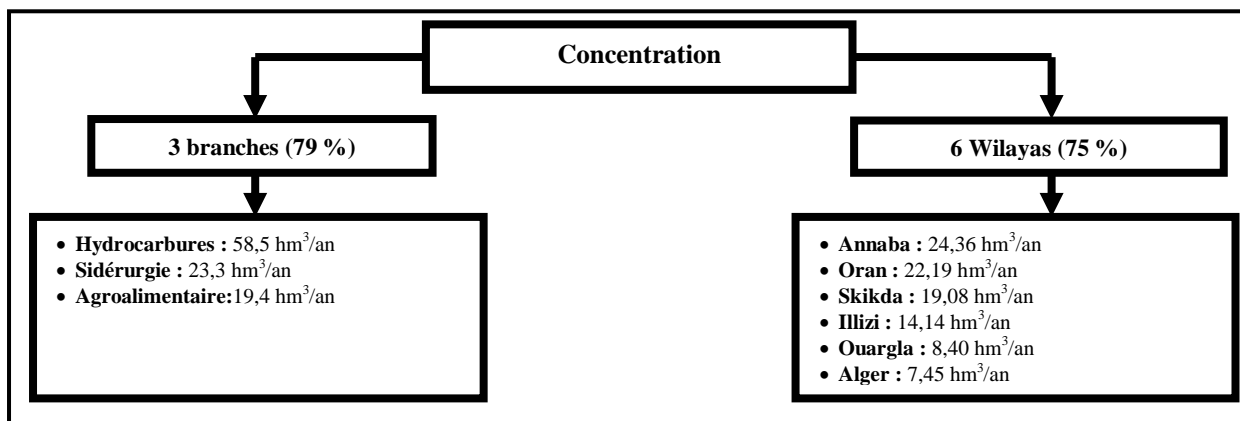 Concentration
3 branches (79 %)
6 Wilayas (75 %)
• Hydrocarbures : 58,5 hm³/an
• Sidérurgie : 23,3 hm³/an
• Agroalimentaire:19,4 hm³/an
• Annaba : 24,36 hm³/an
• Oran : 22,19 hm³/an
• Skikda : 19,08 hm³/an
• Illizi : 14,14 hm³/an
• Ouargla : 8,40 hm³/an
• Alger : 7,45 hm³/an